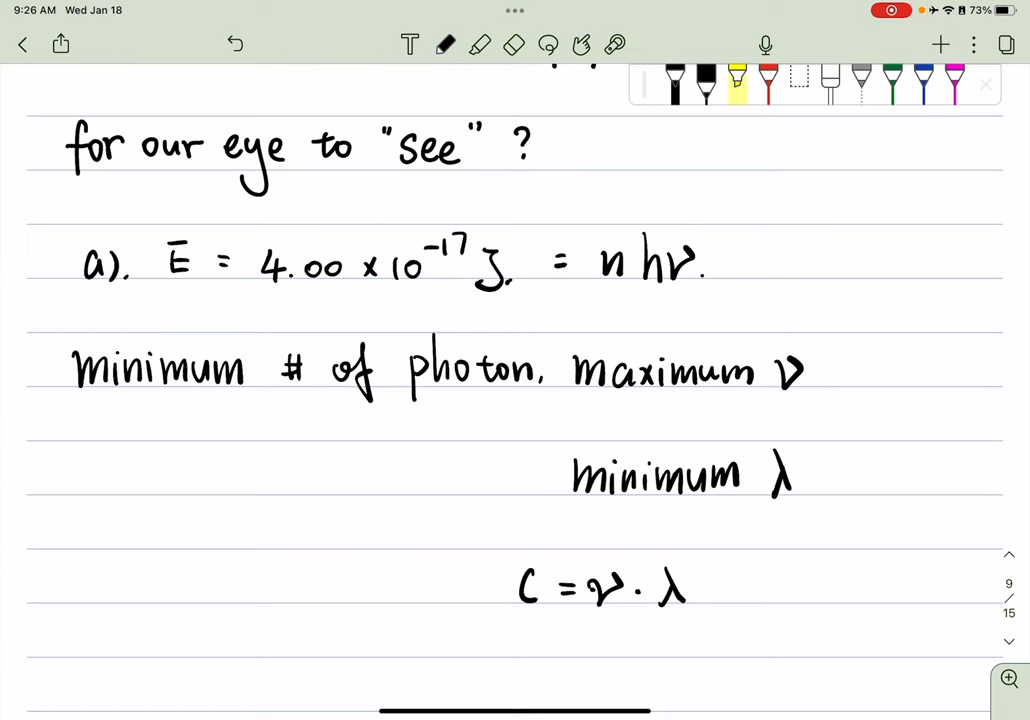 9:26 AM Wed Jan 18
73%
for our eye to "see" ?
a). E = 4.00 × 10⁻¹⁷ J. = n hν.
minimum # of photon. maximum ν
minimum λ
C = ν · λ
9
/
15